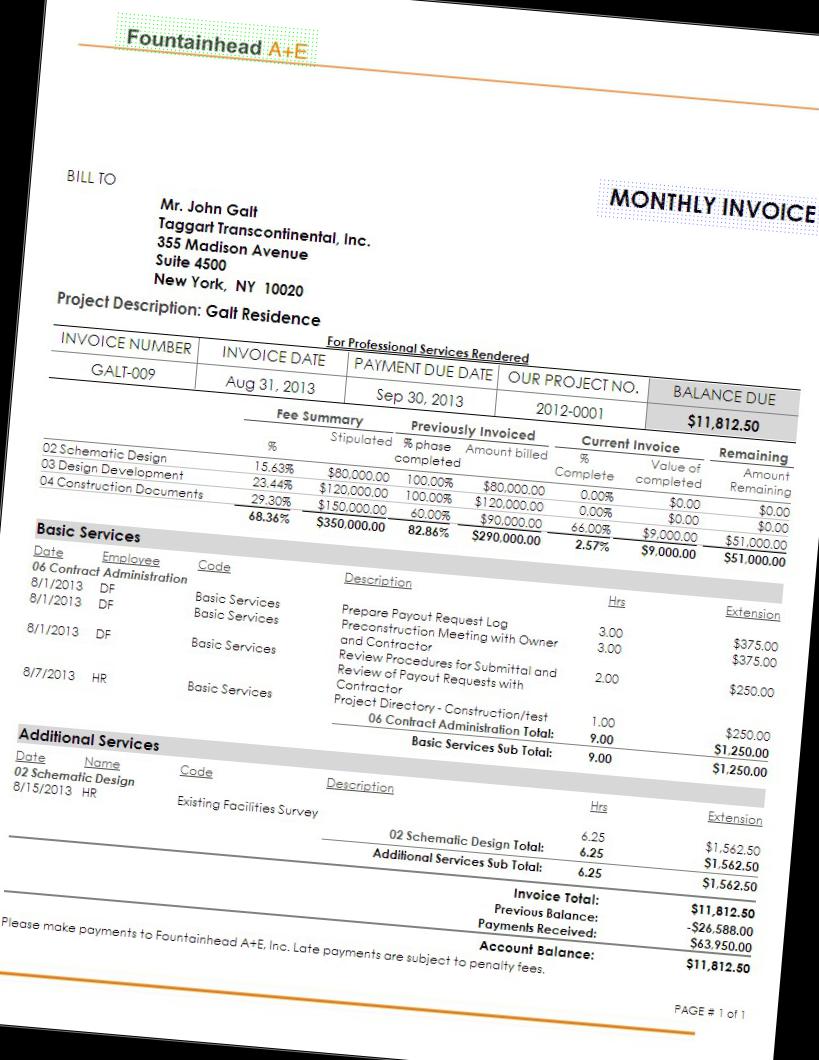 Fountainhead A+E
BILL TO
MONTHLY INVOICE
Mr. John Galt
Taggart Transcontinental, Inc.
355 Madison Avenue
Suite 4500
New York, NY 10020
Project Description: Galt Residence
For Professional Services Rendered
INVOICE NUMBER INVOICE DATE PAYMENT DUE DATE OUR PROJECT NO. BALANCE DUE
GALT-009 Aug 31, 2013 Sep 30, 2013 2012-0001 $11,812.50
Fee Summary Previously Invoiced Current Invoice Remaining
% Stipulated % phase completed Amount billed % Complete Value of completed Amount Remaining
02 Schematic Design 15.63% $80,000.00 100.00% $80,000.00 0.00% $0.00 $0.00
03 Design Development 23.44% $120,000.00 100.00% $120,000.00 0.00% $0.00 $0.00
04 Construction Documents 29.30% $150,000.00 60.00% $90,000.00 66.00% $9,000.00 $51,000.00
68.36% $350,000.00 82.86% $290,000.00 2.57% $9,000.00 $51,000.00
Basic Services
Date Employee Code Description Hrs Extension
06 Contract Administration
8/1/2013 DF Basic Services Prepare Payout Request Log 3.00 $375.00
8/1/2013 DF Basic Services Preconstruction Meeting with Owner 3.00 $375.00
and Contractor
8/1/2013 DF Basic Services Review Procedures for Submittal and 2.00 $250.00
Review of Payout Requests with
Contractor
8/7/2013 HR Basic Services Project Directory - Construction/test 1.00 $250.00
06 Contract Administration Total: 9.00 $1,250.00
Basic Services Sub Total: 9.00 $1,250.00
Additional Services
Date Name Code Description Hrs Extension
02 Schematic Design
8/15/2013 HR Existing Facilities Survey 6.25 $1,562.50
02 Schematic Design Total: 6.25 $1,562.50
Additional Services Sub Total: 6.25 $1,562.50
Invoice Total: $11,812.50
Previous Balance: -$26,588.00
Payments Received: $63,950.00
Account Balance: $11,812.50
Please make payments to Fountainhead A+E, Inc. Late payments are subject to penalty fees.
PAGE # 1 of 1